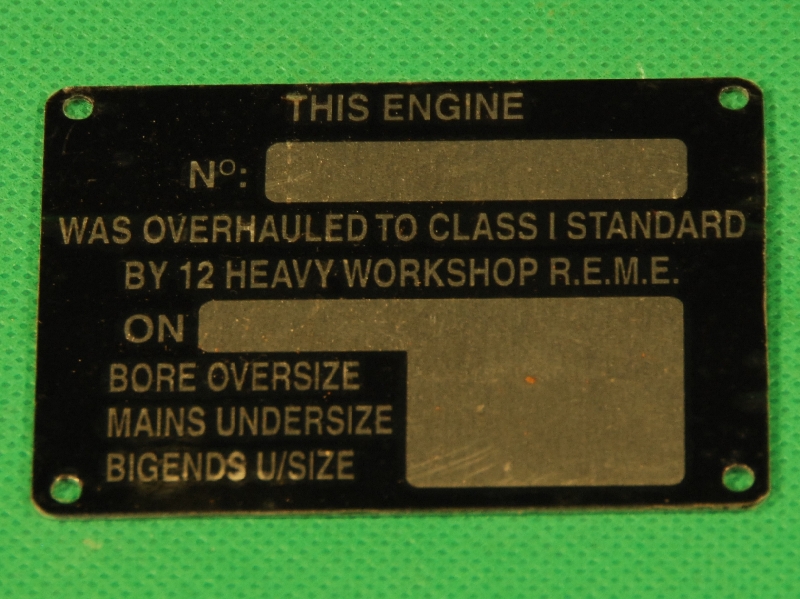 THIS ENGINE
Nº:
WAS OVERHAULED TO CLASS I STANDARD
BY 12 HEAVY WORKSHOP R.E.M.E.
ON
BORE OVERSIZE
MAINS UNDERSIZE
BIGENDS U/SIZE